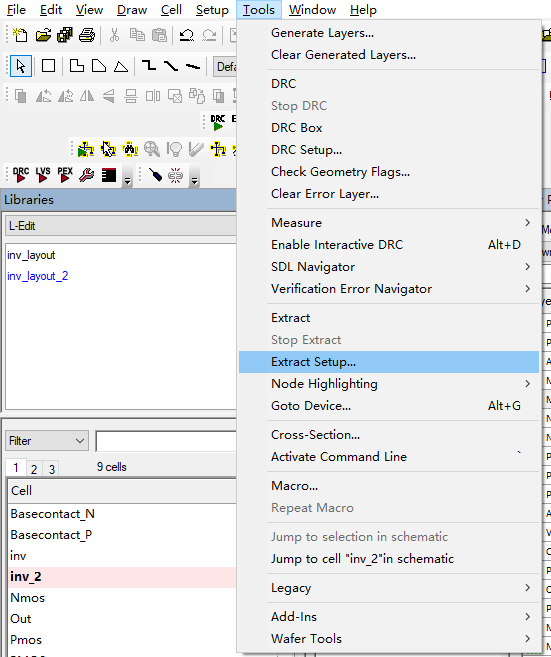 File Edit View Draw Cell Setup Tools Window Help
Generate Layers...
Clear Generated Layers...
DRC
Stop DRC
DRC Box
DRC Setup...
Check Geometry Flags...
Clear Error Layer...
Measure
Enable Interactive DRC Alt+D
SDL Navigator
Verification Error Navigator
Extract
Stop Extract
Extract Setup...
Node Highlighting
Goto Device... Alt+G
Cross-Section...
Activate Command Line `
Macro...
Repeat Macro
Jump to selection in schematic
Jump to cell "inv_2"in schematic
Legacy
Add-Ins
Wafer Tools
DRC
DRC LVS PEX
Libraries
L-Edit
inv_layout
inv_layout_2
Filter
1 2 3 9 cells
Cell
Basecontact_N
Basecontact_P
inv
inv_2
Nmos
Out
Pmos